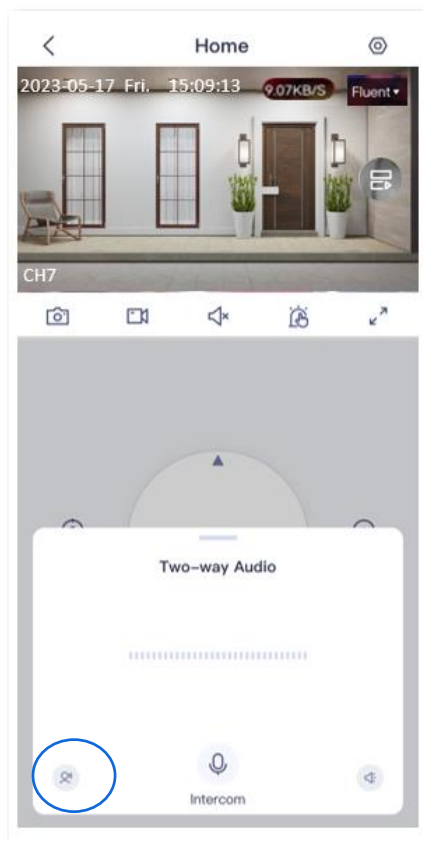 Home
2023-05-17 Fri. 15:09:13 9.07KB/S Fluent
CH7
Two-way Audio
Intercom